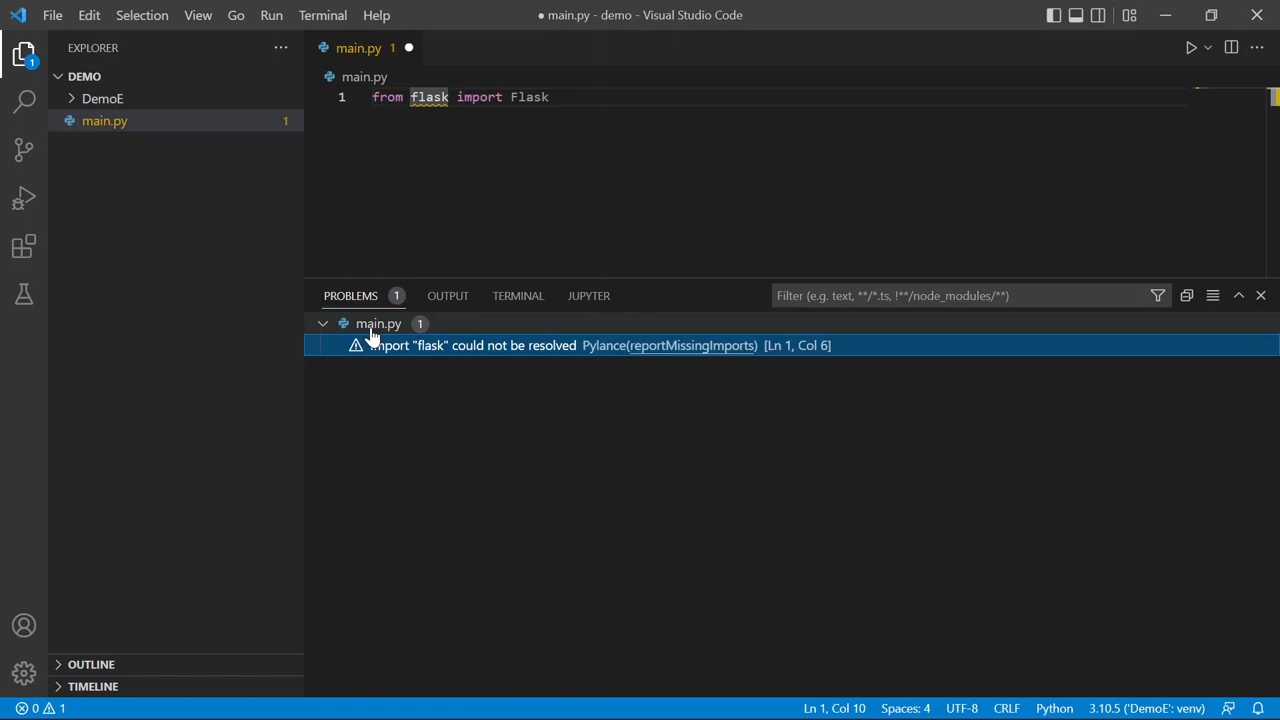 File Edit Selection View Go Run Terminal Help
● main.py - demo - Visual Studio Code
1
EXPLORER
DEMO
DemoE
main.py 1
OUTLINE
TIMELINE
main.py 1
main.py
1 from flask import Flask
PROBLEMS 1 OUTPUT TERMINAL JUPYTER
Filter (e.g. text, **/*.ts, !**/node_modules/**)
main.py 1
Import "flask" could not be resolved Pylance(reportMissingImports) [Ln 1, Col 6]
0 1
Ln 1, Col 10 Spaces: 4 UTF-8 CRLF Python 3.10.5 ('DemoE': venv)